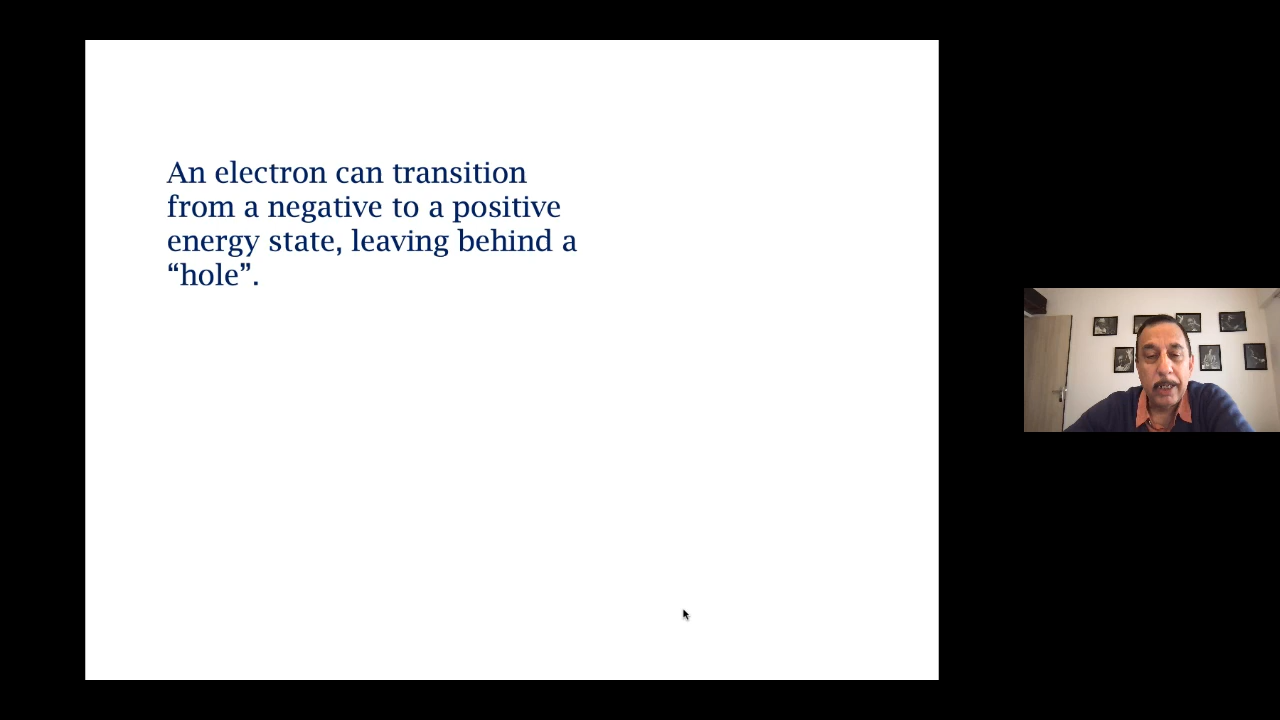 An electron can transition
from a negative to a positive
energy state, leaving behind a
“hole”.